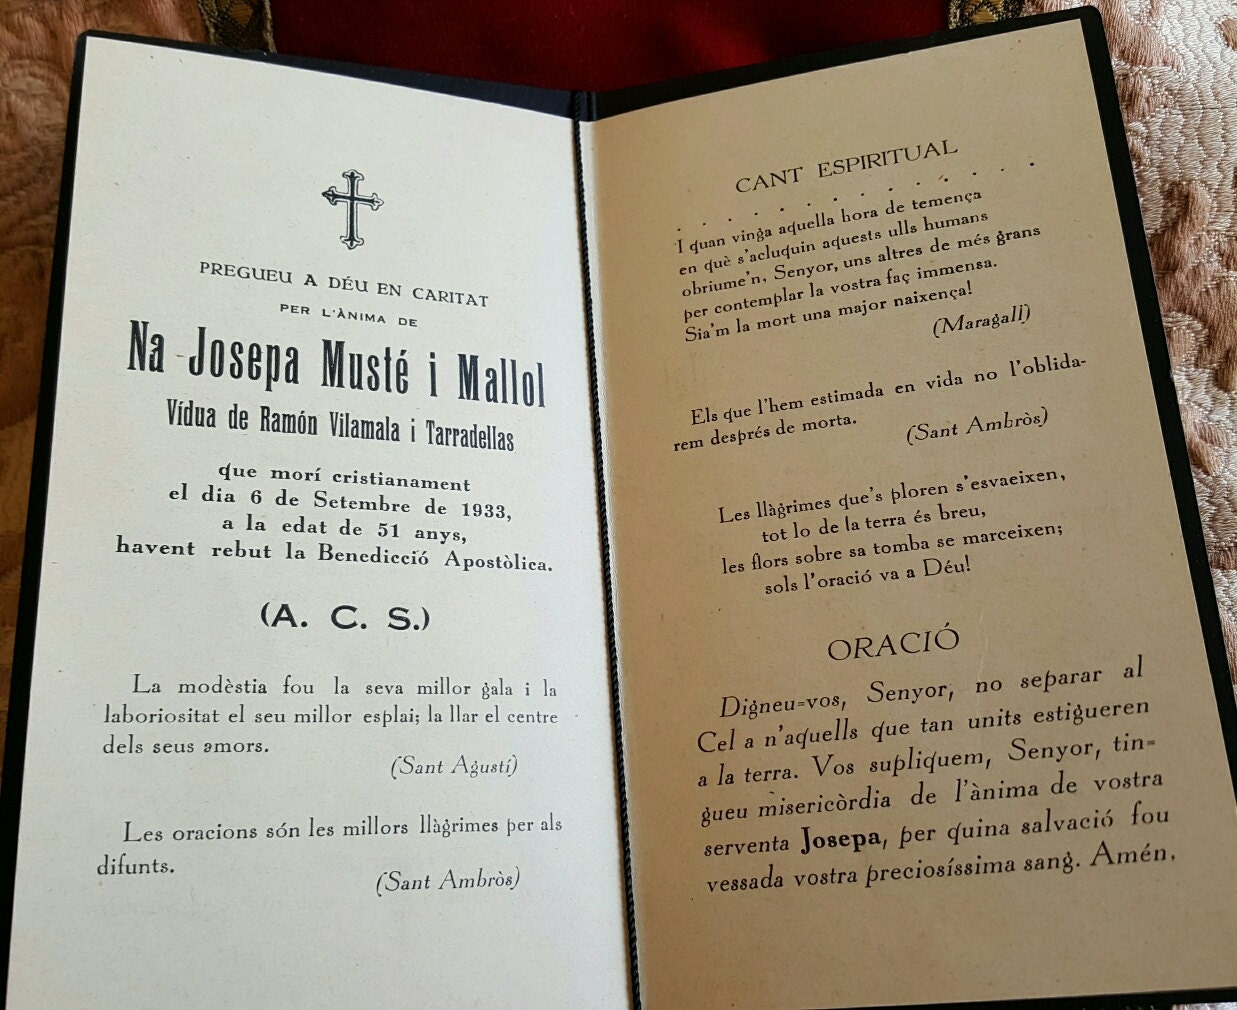 PREGUEU A DÉU EN CARITAT
PER L'ÀNIMA DE
Na Josepa Musté i Mallol
Vídua de Ramón Vilamala i Tarradellas
que morí cristianament
el dia 6 de Setembre de 1933,
a la edat de 51 anys,
havent rebut la Benedicció Apostòlica.
(A. C. S.)
La modèstia fou la seva millor gala i la
laboriositat el seu millor esplai; la llar el centre
dels seus amors.
(Sant Agustí)
Les oracions són les millors llàgrimes per als
difunts.
(Sant Ambròs)
CANT ESPIRITUAL
. . . . . . . . . . . . .
I quan vinga aquella hora de temença
en què s'acluquin aquests ulls humans
obriume'n, Senyor, uns altres de més grans
per contemplar la vostra faç immensa.
Sia'm la mort una major naixença!
(Maragall)
Els que l'hem estimada en vida no l'oblida-
rem després de morta.
(Sant Ambròs)
Les llàgrimes que's ploren s'esvaeixen,
tot lo de la terra és breu,
les flors sobre sa tomba se marceixen;
sols l'oració va a Déu!
ORACIÓ
Digneu-vos, Senyor, no separar al
Cel a n'aquells que tan units estigueren
a la terra. Vos supliquem, Senyor, tin-
gueu misericòrdia de l'ànima de vostra
serventa Josepa, per quina salvació fou
vessada vostra preciosíssima sang. Amén.